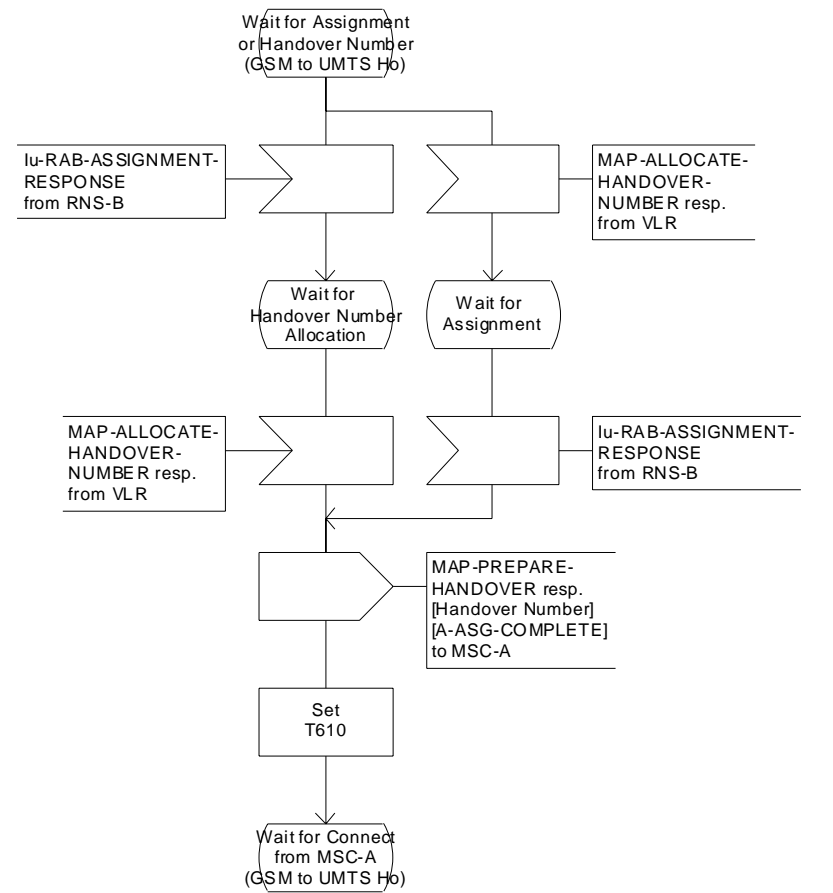 Wait for Assignment
or Handover Number
(GSM to UMTS Ho)
Iu-RAB-ASSIGNMENT-
RESPONSE
from RNS-B
MAP-ALLOCATE-
HANDOVER-
NUMBER resp.
from VLR
Wait for
Handover Number
Allocation
Wait for
Assignment
MAP-ALLOCATE-
HANDOVER-
NUMBER resp.
from VLR
Iu-RAB-ASSIGNMENT-
RESPONSE
from RNS-B
MAP-PREPARE-
HANDOVER resp.
[Handover Number]
[A-ASG-COMPLETE]
to MSC-A
Set
T610
Wait for Connect
from MSC-A
(GSM to UMTS Ho)